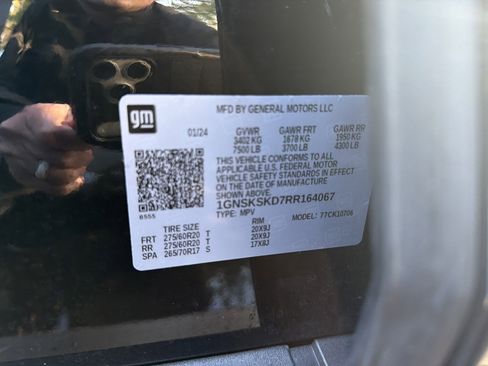 gm
MFD BY GENERAL MOTORS LLC
01/24 GVWR GAWR FRT GAWR RR
3402 KG 1678 KG 1950 KG
7500 LB 3700 LB 4300 LB
THIS VEHICLE CONFORMS TO ALL
APPLICABLE U.S. FEDERAL MOTOR
VEHICLE SAFETY STANDARDS IN EFFECT
ON THE DATE OF MANUFACTURE
SHOWN ABOVE.
1GNSKSKD7RR164067
TYPE: MPV MODEL: TTCK10706
TIRE SIZE RIM
FRT 275/60R20 T 20X9J
RR 275/60R20 T 20X9J
SPA 265/70R17 S 17X8J